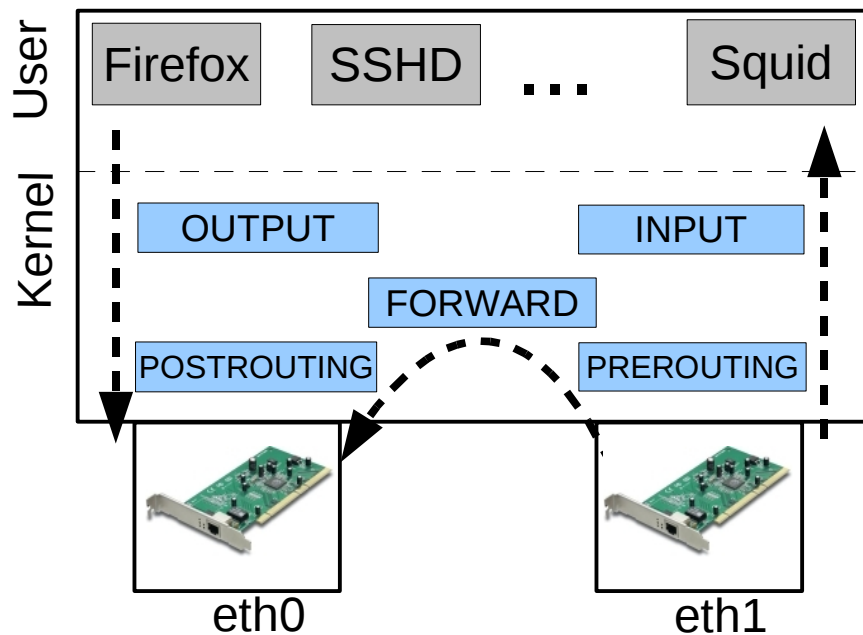 User
Firefox
SSHD
...
Squid
Kernel
OUTPUT
INPUT
FORWARD
POSTROUTING
PREROUTING
eth0
eth1